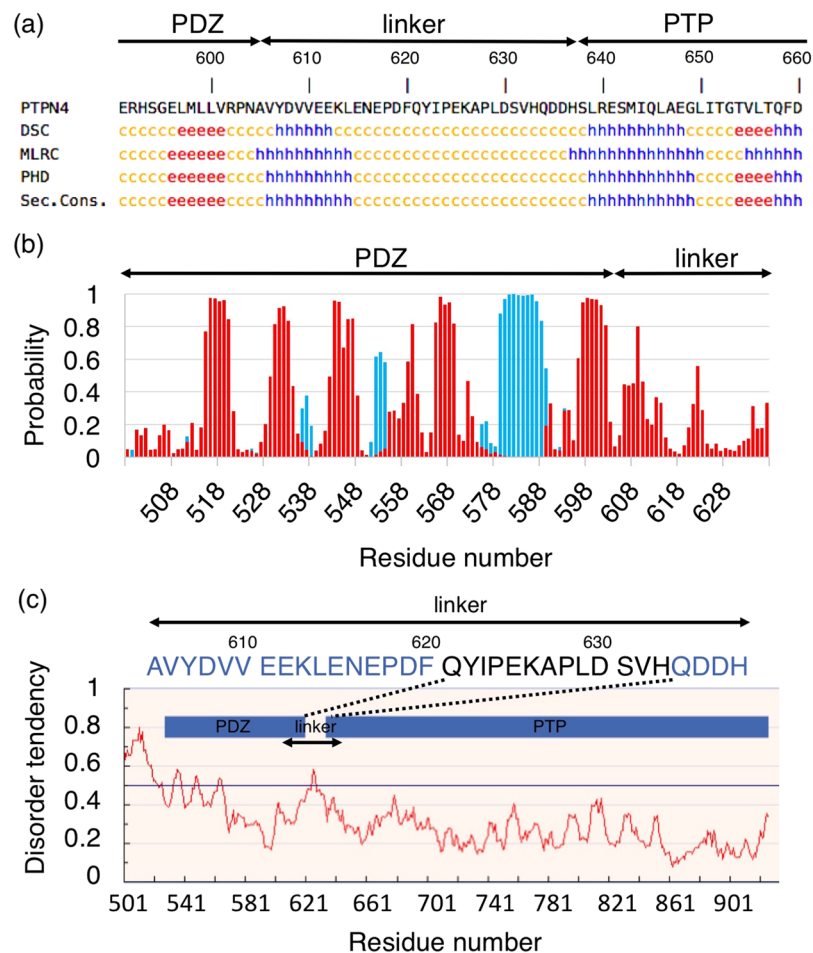 (a)
PDZ linker PTP
600 610 620 630 640 650 660
PTPN4 ERHSGELMLLVRPNAVYDVVEEKLENEPDFQYIPEKAPLDSVHQDDHSLRESMIQLAEGLITGTVLTQFD
DSC cccccceeeeeccccchhhhhhcccccccccccccccccccccccccchhhhhhhhhhccccceeeehhh
MLRC ccccceeeeeeccchhhhhhhhhhcccccccccccccccccccccchhhhhhhhhhhhhhcccchhhhhh
PHD ccccceeeeeecccchhhhhhhhhcccccccccccccccccccccccchhhhhhhhhhhcccceeeehhh
Sec.Cons. ccccceeeeeecccchhhhhhhhhcccccccccccccccccccccccchhhhhhhhhhhcccceeeehhh
(b)
PDZ linker
Probability
1
0.8
0.6
0.4
0.2
0
508 518 528 538 548 558 568 578 588 598 608 618 628
Residue number
(c)
linker
610 620 630
AVYDVV EEKLENEPDF QYIPEKAPLD SVHQDDH
Disorder tendency
1
0.8
0.6
0.4
0.2
0
PDZ linker PTP
501 541 581 621 661 701 741 781 821 861 901
Residue number